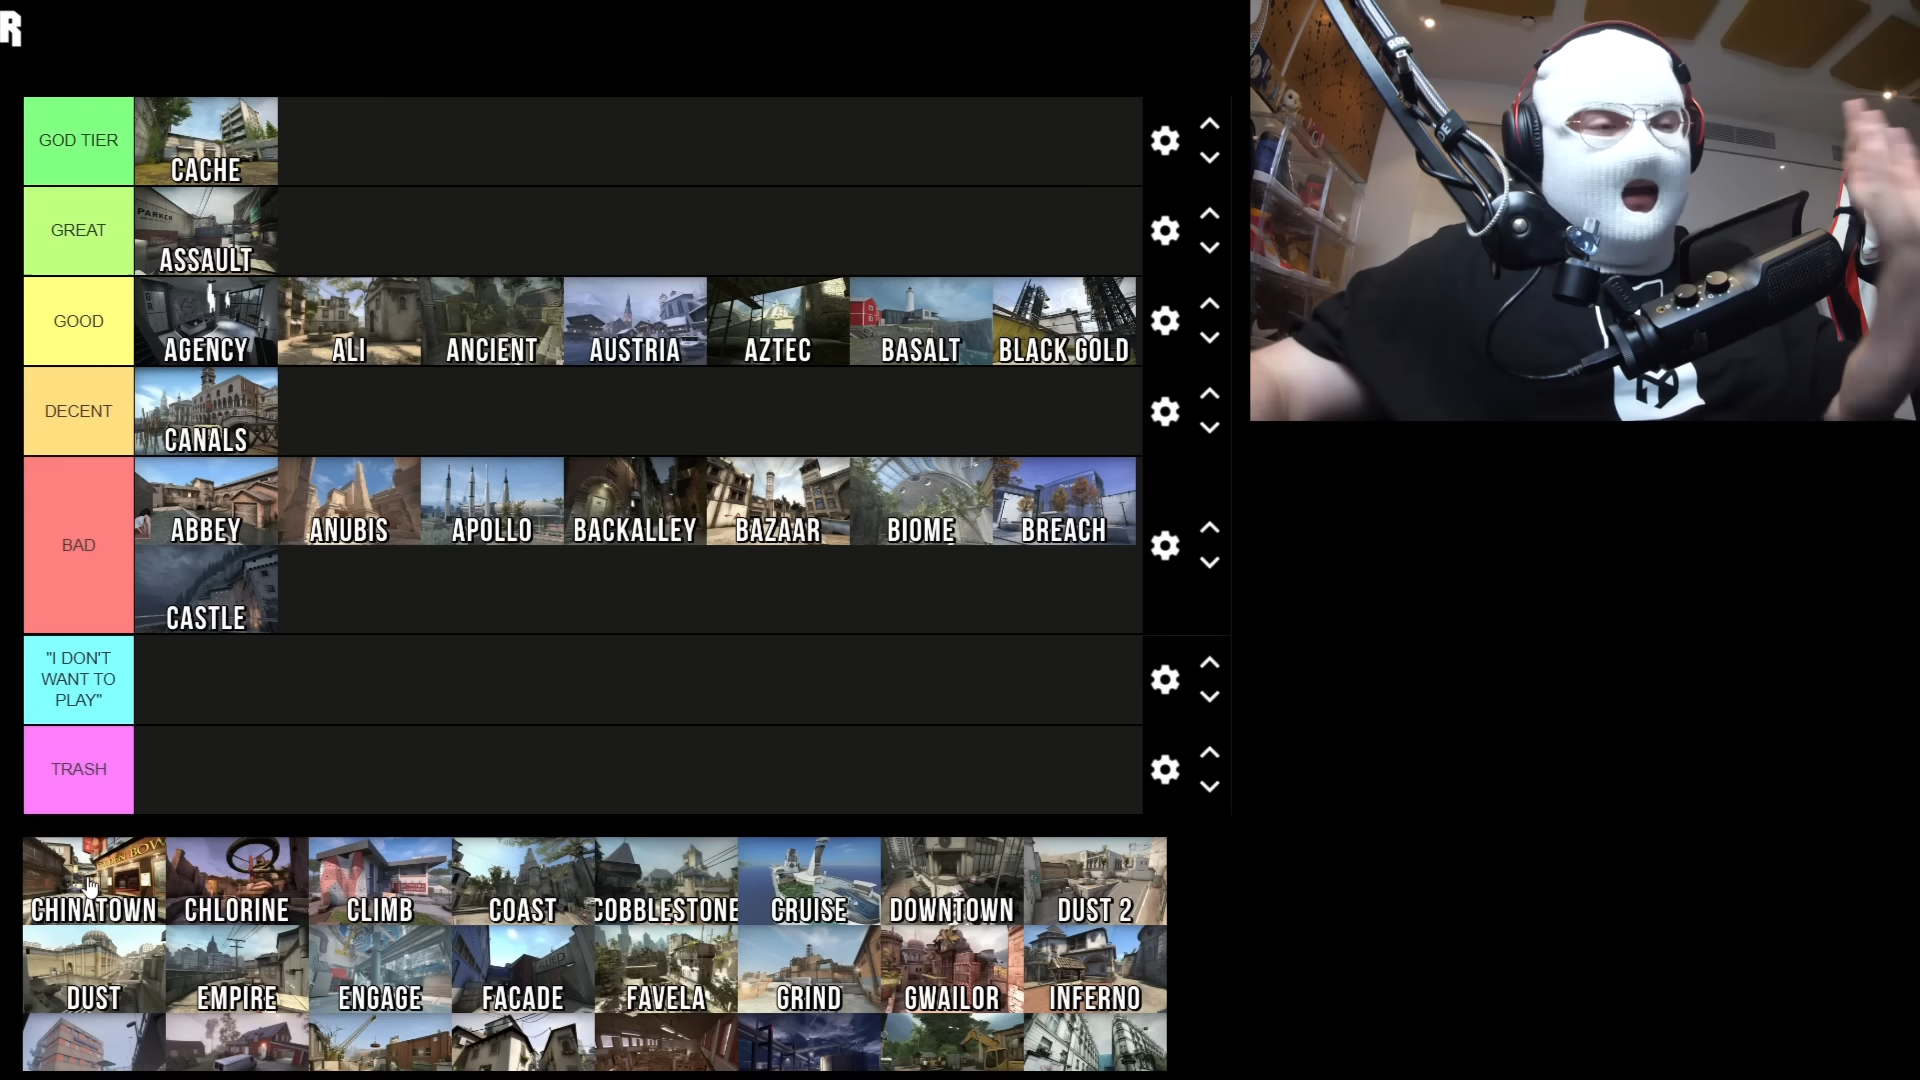 R
GOD TIER
CACHE
GREAT
PARKER
ASSAULT
GOOD
AGENCY
ALI
ANCIENT
AUSTRIA
AZTEC
BASALT
BLACK GOLD
DECENT
CANALS
BAD
ABBEY
ANUBIS
APOLLO
BACKALLEY
BAZAAR
BIOME
BREACH
CASTLE
"I DON'T
WANT TO
PLAY"
TRASH
CHINATOWN
CHLORINE
CLIMB
COAST
COBBLESTONE
CRUISE
DOWNTOWN
DUST 2
DUST
EMPIRE
ENGAGE
FACADE
FAVELA
GRIND
GWAILOR
INFERNO